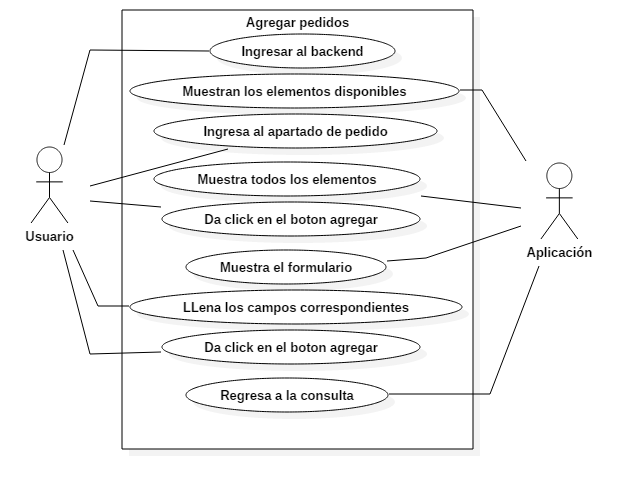 Agregar pedidos
Ingresar al backend
Muestran los elementos disponibles
Ingresa al apartado de pedido
Muestra todos los elementos
Da click en el boton agregar
Usuario
Aplicación
Muestra el formulario
LLena los campos correspondientes
Da click en el boton agregar
Regresa a la consulta